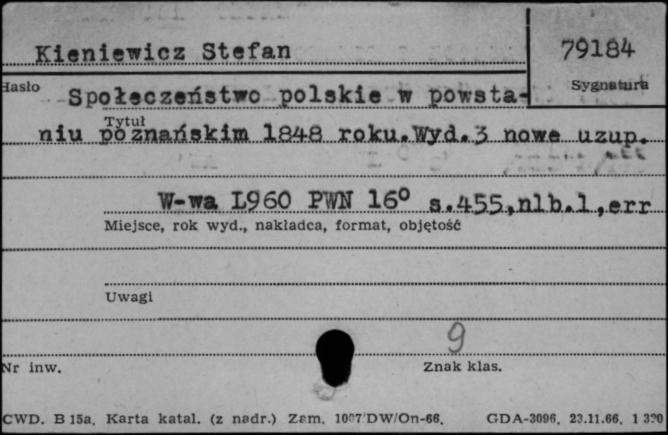 Kieniewicz Stefan
79184
Hasło
Sygnatura
Społeczeństwo polskie w powsta-
Tytuł
niu poznańskim 1848 roku.Wyd.3 nowe uzup.
W-wa L960 PWN 16° s.455,nlb.1,err
Miejsce, rok wyd., nakładca, format, objętość
Uwagi
9
Nr inw.
Znak klas.
CWD. B 15a. Karta katal. (z nadr.) Zam. 1007/DW/On-66. GDA-3096. 23.11.66. 1 320